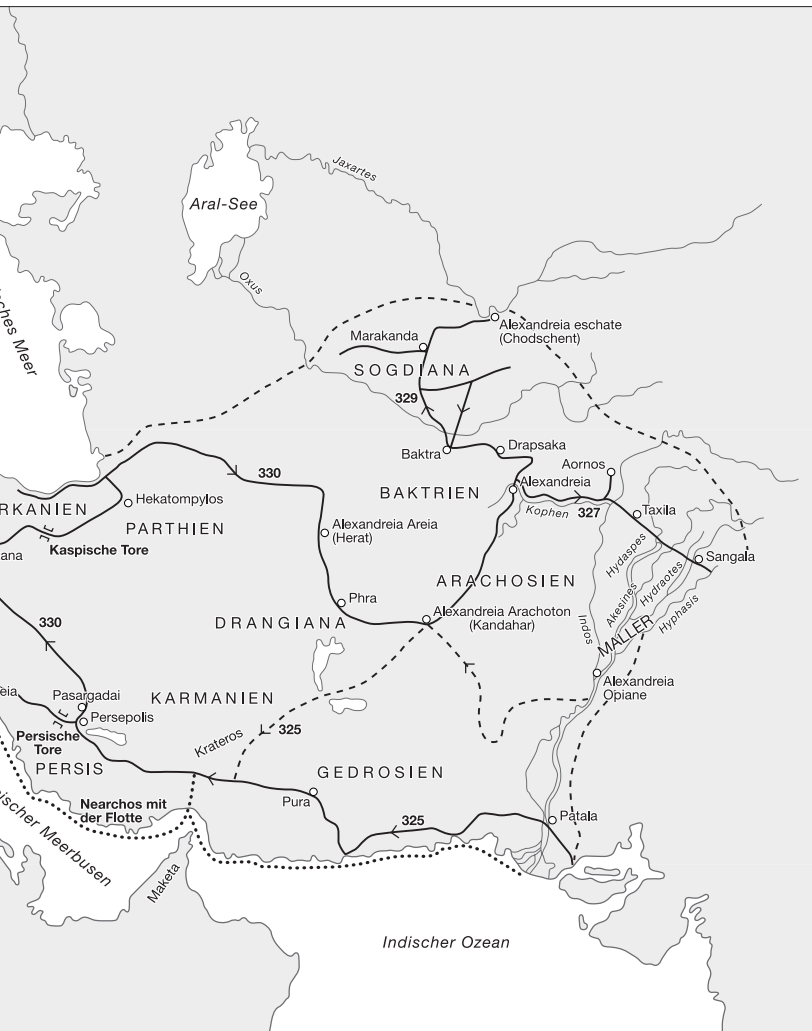 Jaxartes
Aral-See
Oxus
Alexandreia eschate
(Chodschent)
Marakanda
SOGDIANA
329
Drapsaka
Baktra
Aornos
330
BAKTRIEN
Alexandreia
Hekatompylos
Kophen
327
Taxila
RKANIEN
PARTHIEN
Alexandreia Areia
(Herat)
Kaspische Tore
ana
Hydaspes
Sangala
ARACHOSIEN
Akesines
Hydraotes
Hyphasis
Phra
Alexandreia Arachoton
(Kandahar)
330
DRANGIANA
Indos
MALLER
sches Meer
eia
Pasargadai
KARMANIEN
Alexandreia
Opiane
Persepolis
Persische
Tore
Krateros
325
PERSIS
GEDROSIEN
Nearchos mit
der Flotte
Pura
325
Patala
ischer Meerbusen
Maketa
Indischer Ozean